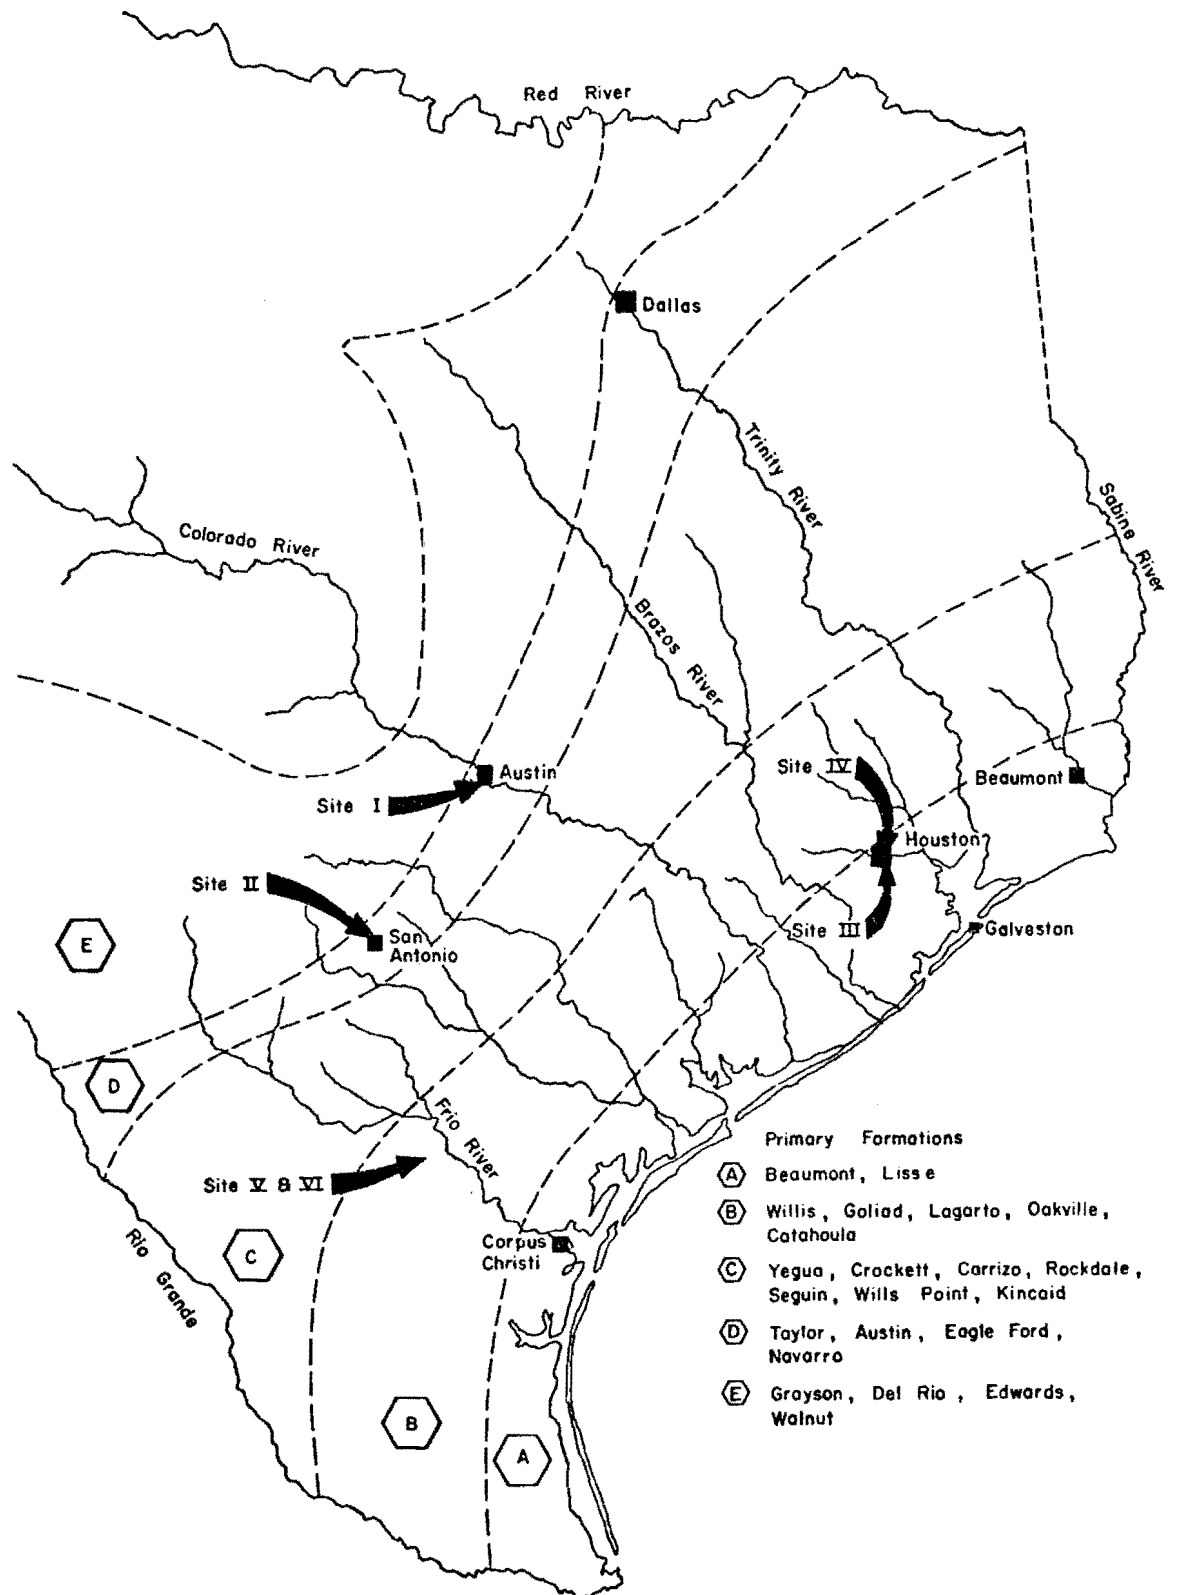 Red River
Dallas
Trinity River
Sabine River
Colorado River
Brazos River
Site IV
Austin
Beaumont
Site I
Houston
Site II
San
Antonio
Site III
Galveston
E
D
Frio River
Site V & VI
C
Rio Grande
Corpus
Christi
B
A
Primary Formations
A Beaumont, Lisse
B Willis, Goliad, Lagarto, Oakville,
Catahoula
C Yegua, Crockett, Carrizo, Rockdale,
Seguin, Wills Point, Kincaid
D Taylor, Austin, Eagle Ford,
Navarro
E Grayson, Del Rio, Edwards,
Walnut